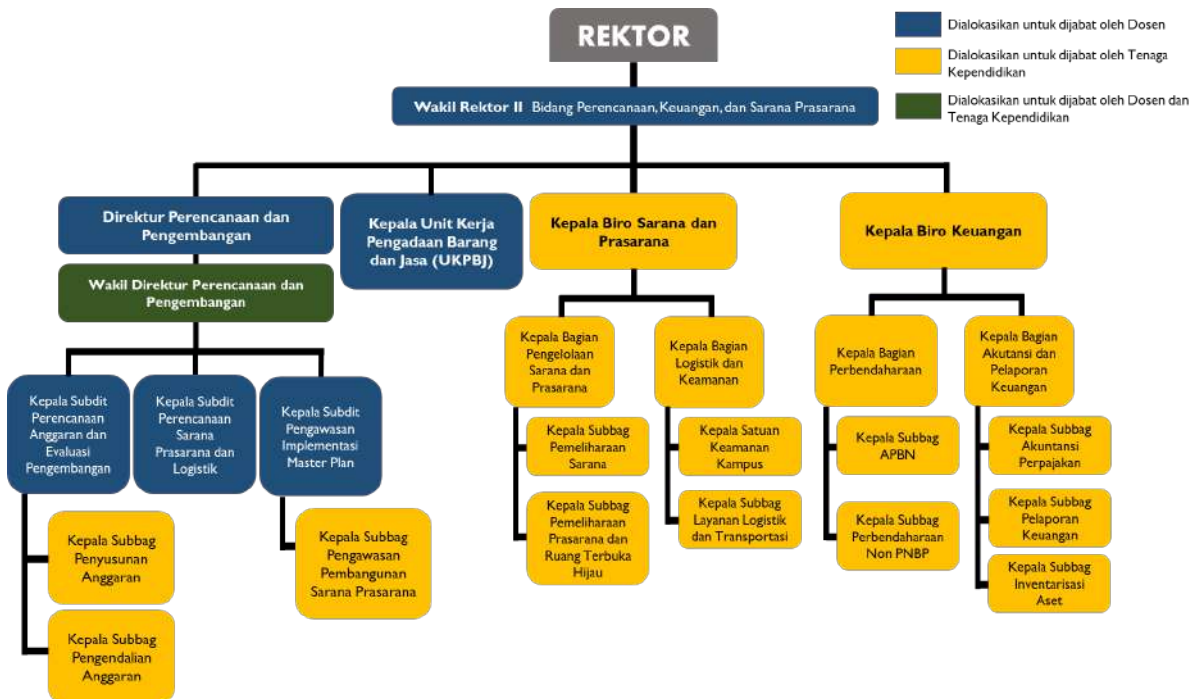 REKTOR
Dialokasikan untuk dijabat oleh Dosen
Dialokasikan untuk dijabat oleh Tenaga
Kependidikan
Dialokasikan untuk dijabat oleh Dosen dan
Tenaga Kependidikan
Wakil Rektor II Bidang Perencanaan, Keuangan, dan Sarana Prasarana
Direktur Perencanaan dan
Pengembangan
Kepala Unit Kerja
Pengadaan Barang
dan Jasa (UKPBJ)
Kepala Biro Sarana dan
Prasarana
Kepala Biro Keuangan
Wakil Direktur Perencanaan dan
Pengembangan
Kepala Subdit
Perencanaan
Anggaran dan
Evaluasi
Pengembangan
Kepala Subdit
Perencanaan
Sarana
Prasarana dan
Logistik
Kepala Subdit
Pengawasan
Implementasi
Master Plan
Kepala Subbag
Penyusunan
Anggaran
Kepala Subbag
Pengendalian
Anggaran
Kepala Subbag
Pengawasan
Pembangunan
Sarana Prasarana
Kepala Bagian
Pengelolaan
Sarana dan
Prasarana
Kepala Subbag
Pemeliharaan
Sarana
Kepala Subbag
Pemeliharaan
Prasarana dan
Ruang Terbuka
Hijau
Kepala Bagian
Logistik dan
Keamanan
Kepala Satuan
Keamanan
Kampus
Kepala Subbag
Layanan Logistik
dan Transportasi
Kepala Bagian
Perbendaharaan
Kepala Subbag
APBN
Kepala Subbag
Perbendaharaan
Non PNBP
Kepala Bagian
Akutansi dan
Pelaporan
Keuangan
Kepala Subbag
Akuntansi
Perpajakan
Kepala Subbag
Pelaporan
Keuangan
Kepala Subbag
Inventarisasi
Aset